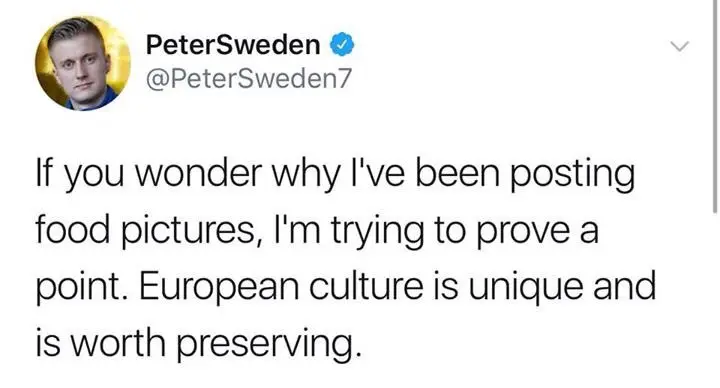 PeterSweden
@PeterSweden7
If you wonder why I've been posting
food pictures, I'm trying to prove a
point. European culture is unique and
is worth preserving.